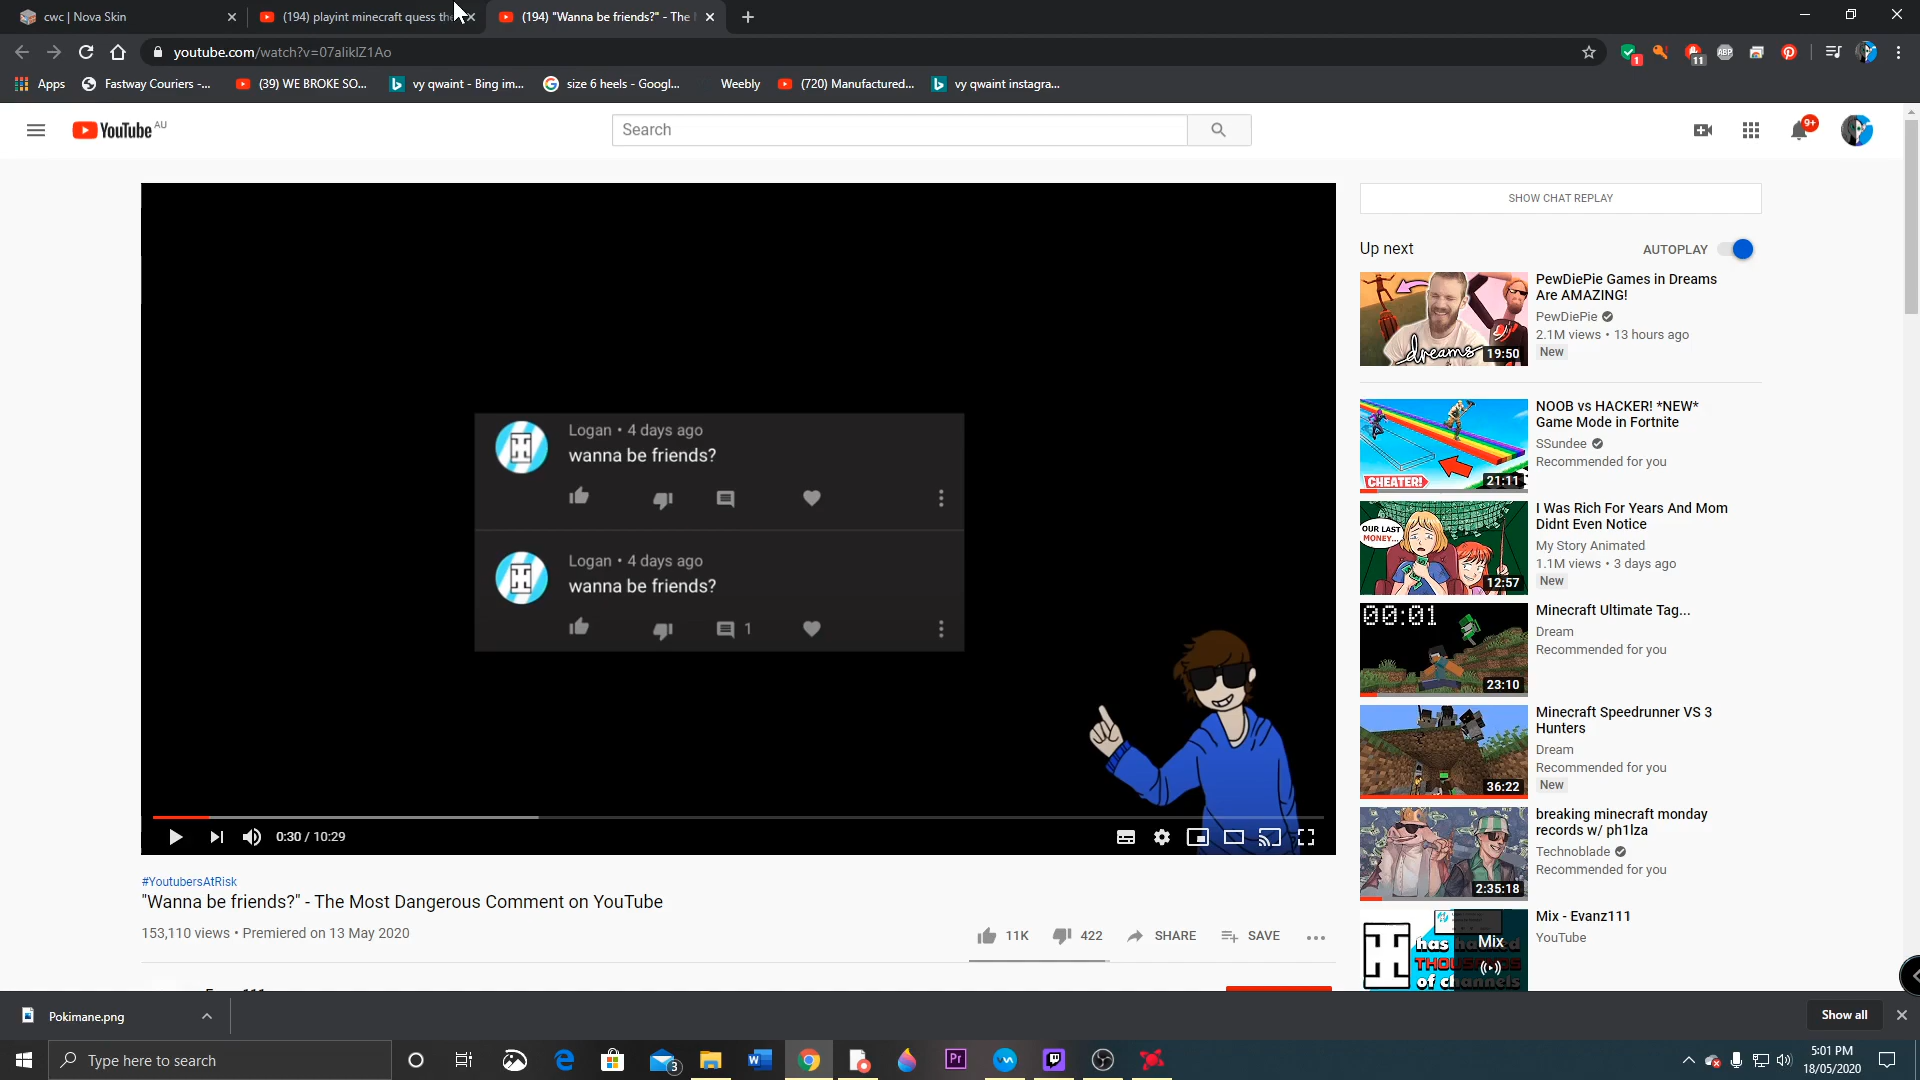 cwc | Nova Skin
(194) playint minecraft quess the
(194) "Wanna be friends?" - The
youtube.com/watch?v=07aliklZ1Ao
1
11
ABP
Apps
Fastway Couriers -...
(39) WE BROKE SO...
vy qwaint - Bing im...
size 6 heels - Googl...
Weebly
(720) Manufactured...
vy qwaint instagra...
YouTube AU
Search
9+
SHOW CHAT REPLAY
Up next
AUTOPLAY
Logan • 4 days ago
wanna be friends?
Logan • 4 days ago
wanna be friends?
1
0:30 / 10:29
#YoutubersAtRisk
"Wanna be friends?" - The Most Dangerous Comment on YouTube
153,110 views • Premiered on 13 May 2020
11K
422
SHARE
SAVE
dreams
19:50
PewDiePie Games in Dreams
Are AMAZING!
PewDiePie
2.1M views • 13 hours ago
New
CHEATER!
21:11
NOOB vs HACKER! *NEW*
Game Mode in Fortnite
SSundee
Recommended for you
OUR LAST
MONEY...
12:57
I Was Rich For Years And Mom
Didnt Even Notice
My Story Animated
1.1M views • 3 days ago
New
00:01
23:10
Minecraft Ultimate Tag...
Dream
Recommended for you
36:22
Minecraft Speedrunner VS 3
Hunters
Dream
Recommended for you
New
2:35:18
breaking minecraft monday
records w/ ph1lza
Technoblade
Recommended for you
has
Mix
of channels
Mix - Evanz111
YouTube
Pokimane.png
Show all
Type here to search
3
Pr
5:01 PM
18/05/2020